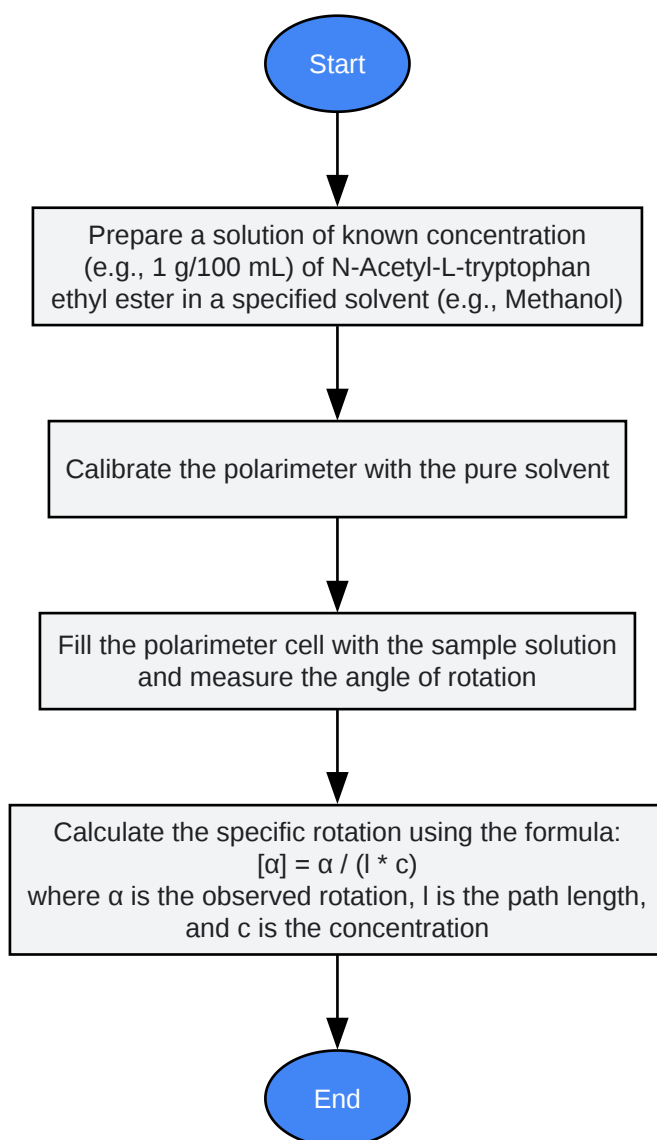 Start
Prepare a solution of known concentration
(e.g., 1 g/100 mL) of N-Acetyl-L-tryptophan
ethyl ester in a specified solvent (e.g., Methanol)
Calibrate the polarimeter with the pure solvent
Fill the polarimeter cell with the sample solution
and measure the angle of rotation
Calculate the specific rotation using the formula:
[α] = α / (l * c)
where α is the observed rotation, l is the path length,
and c is the concentration
End